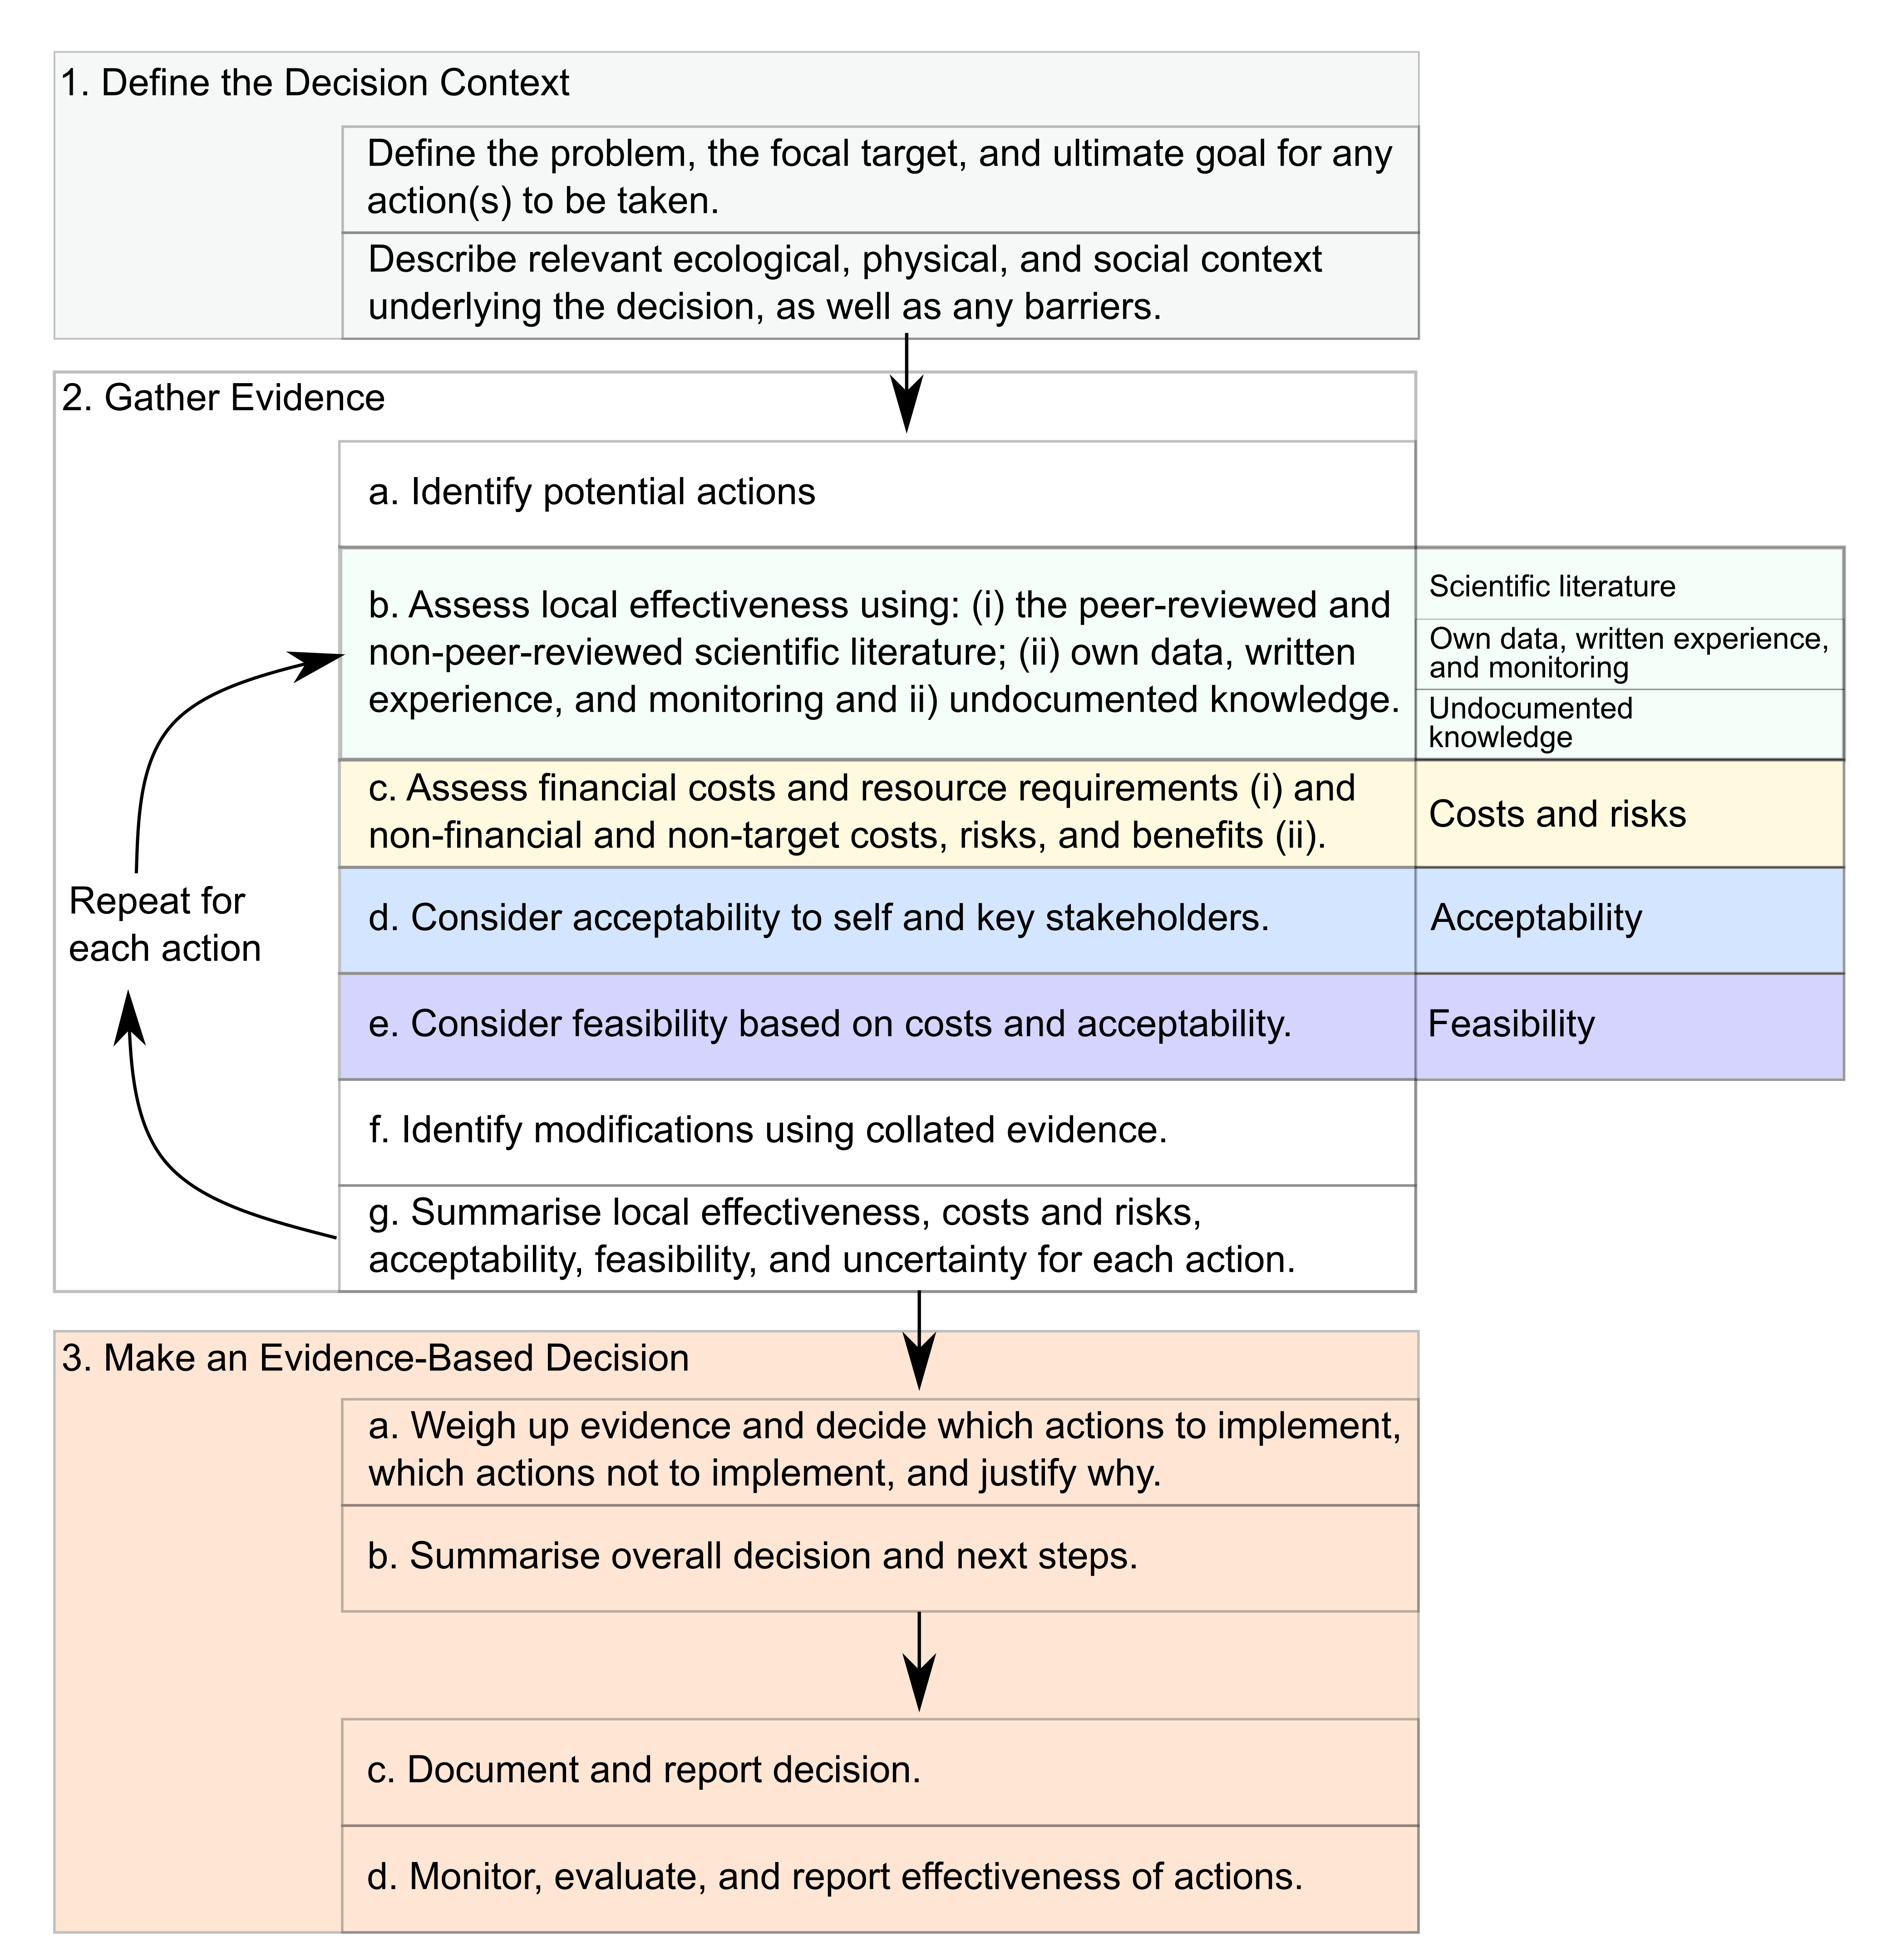 1. Define the Decision Context
Define the problem, the focal target, and ultimate goal for any
action(s) to be taken.
Describe relevant ecological, physical, and social context
underlying the decision, as well as any barriers.
2. Gather Evidence
a. Identify potential actions
b. Assess local effectiveness using: (i) the peer-reviewed and
non-peer-reviewed scientific literature; (ii) own data, written
experience, and monitoring and ii) undocumented knowledge.
Scientific literature
Own data, written experience,
and monitoring
Undocumented
knowledge
c. Assess financial costs and resource requirements (i) and
non-financial and non-target costs, risks, and benefits (ii).
Costs and risks
d. Consider acceptability to self and key stakeholders.
Acceptability
Repeat for
each action
e. Consider feasibility based on costs and acceptability.
Feasibility
f. Identify modifications using collated evidence.
g. Summarise local effectiveness, costs and risks,
acceptability, feasibility, and uncertainty for each action.
3. Make an Evidence-Based Decision
a. Weigh up evidence and decide which actions to implement,
which actions not to implement, and justify why.
b. Summarise overall decision and next steps.
c. Document and report decision.
d. Monitor, evaluate, and report effectiveness of actions.